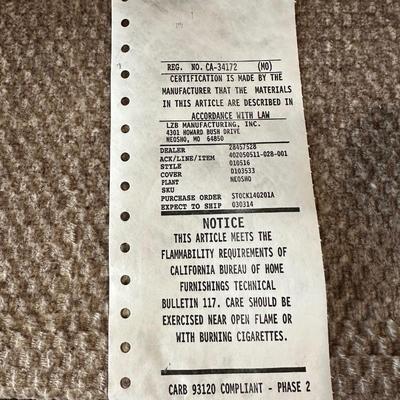 REG. NO. CA-34172 (MO)
CERTIFICATION IS MADE BY THE
MANUFACTURER THAT THE MATERIALS
IN THIS ARTICLE ARE DESCRIBED IN
ACCORDANCE WITH LAW
LZB MANUFACTURING, INC.
4301 HOWARD BUSH DRIVE
NEOSHO, MO 64850
DEALER 28457528
ACK/LINE/ITEM 402050511-028-001
STYLE 010516
COVER D103533
PLANT NEOSHO
SKU
PURCHASE ORDER STOCK140201A
EXPECT TO SHIP 030314
NOTICE
THIS ARTICLE MEETS THE
FLAMMABILITY REQUIREMENTS OF
CALIFORNIA BUREAU OF HOME
FURNISHINGS TECHNICAL
BULLETIN 117. CARE SHOULD BE
EXERCISED NEAR OPEN FLAME OR
WITH BURNING CIGARETTES.
CARB 93120 COMPLIANT - PHASE 2